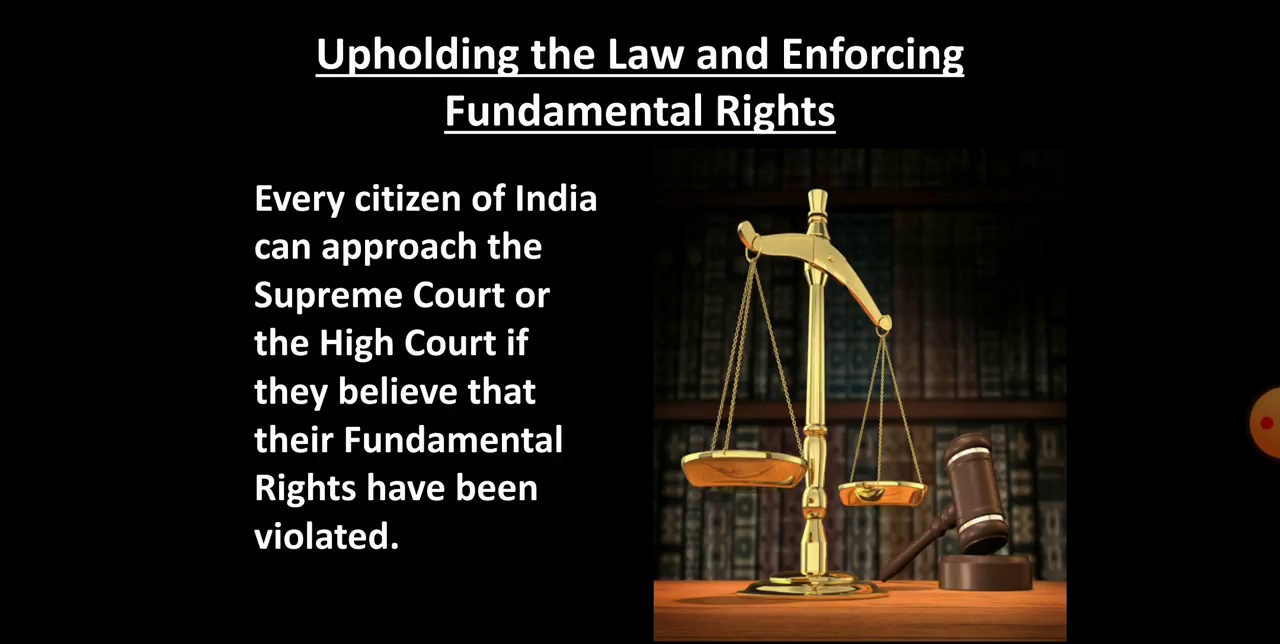 Upholding the Law and Enforcing
Fundamental Rights
Every citizen of India
can approach the
Supreme Court or
the High Court if
they believe that
their Fundamental
Rights have been
violated.